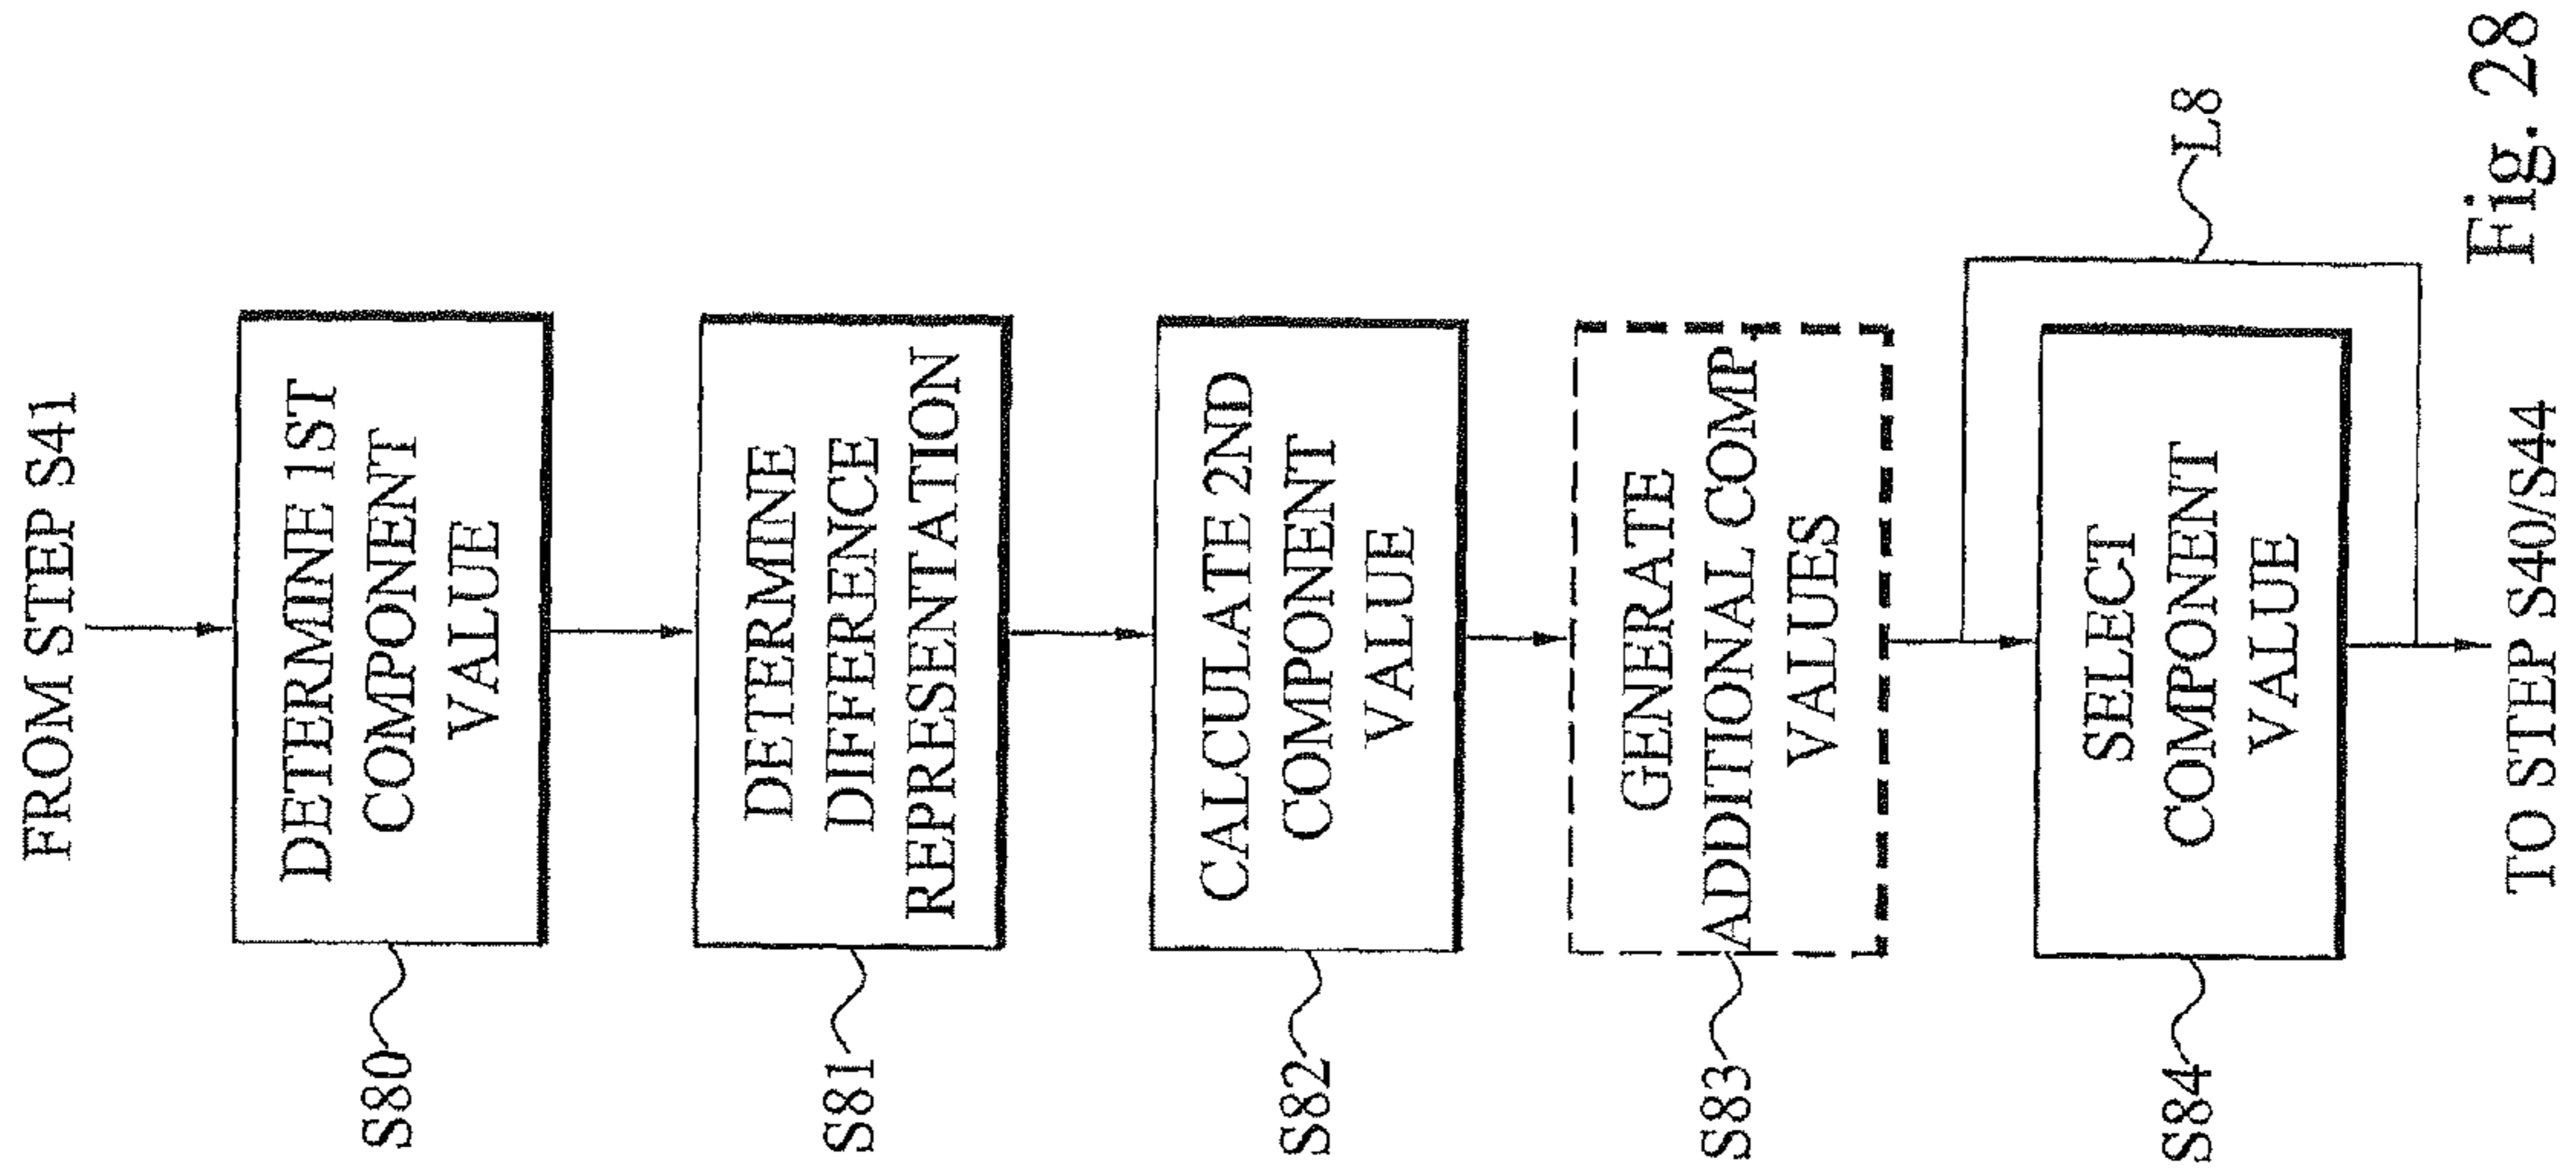 FROM STEP S41
S80
DETERMINE 1ST
COMPONENT
VALUE
S81
DETERMINE
DIFFERENCE
REPRESENTATION
S82
CALCULATE 2ND
COMPONENT
VALUE
S83
GENERATE
ADDITIONAL COMP.
VALUES
S84
SELECT
COMPONENT
VALUE
L8
TO STEP S40/S44
Fig. 28